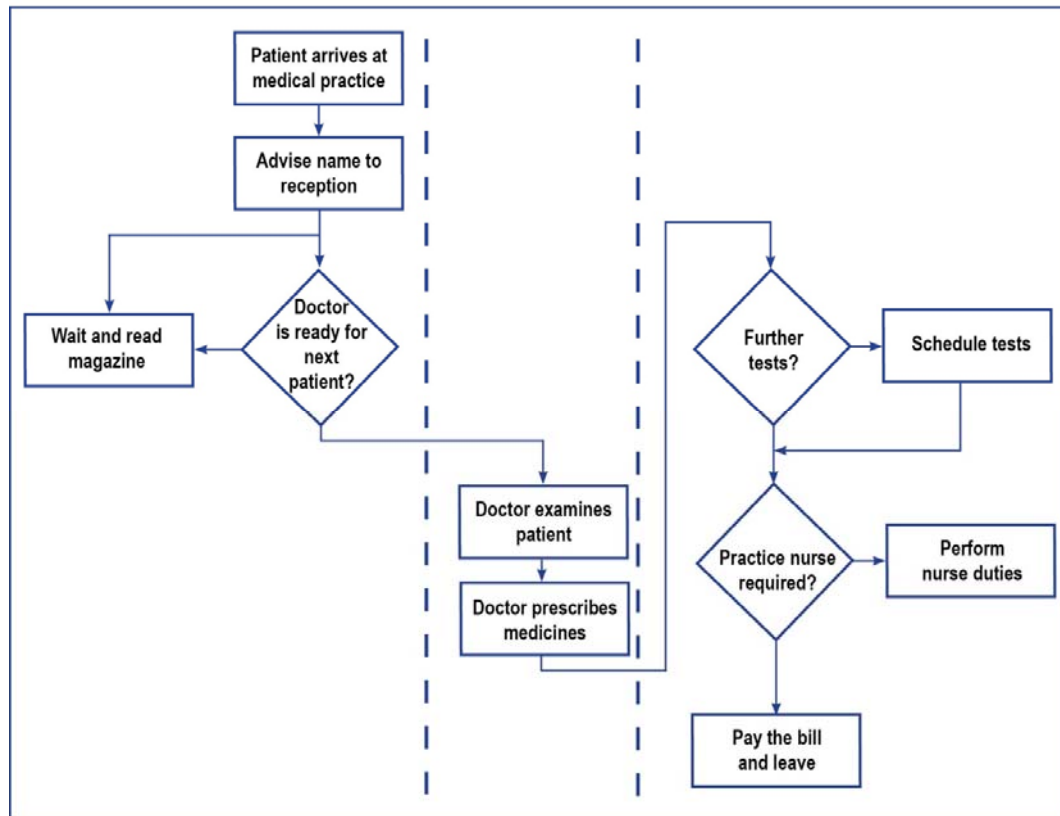 Patient arrives at
medical practice
Advise name to
reception
Doctor
is ready for
next
patient?
Wait and read
magazine
Doctor examines
patient
Doctor prescribes
medicines
Further
tests?
Schedule tests
Practice nurse
required?
Perform
nurse duties
Pay the bill
and leave